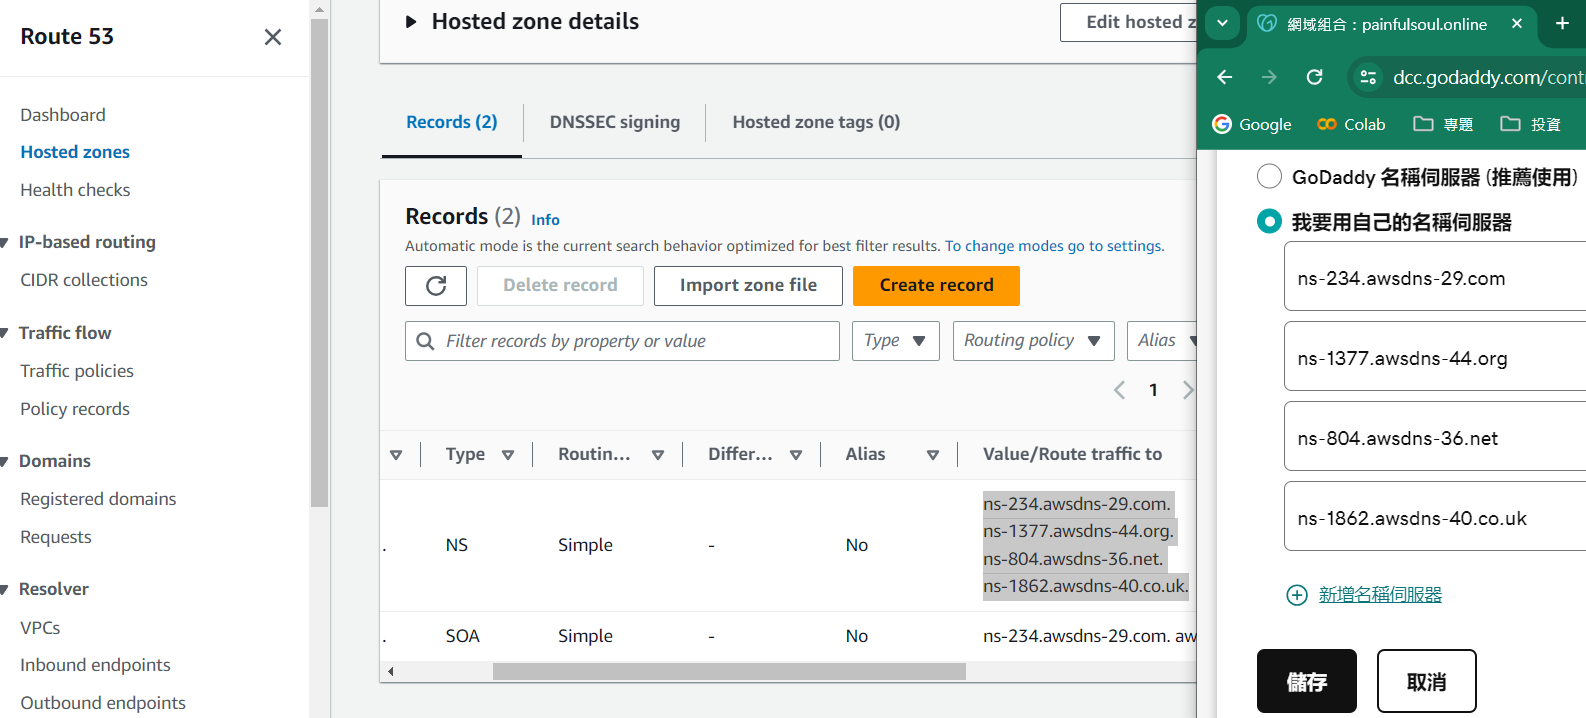 Route 53
Dashboard
Hosted zones
Health checks
IP-based routing
CIDR collections
Traffic flow
Traffic policies
Policy records
Domains
Registered domains
Requests
Resolver
VPCs
Inbound endpoints
Outbound endpoints
Hosted zone details
Edit hosted z
Records (2)
DNSSEC signing
Hosted zone tags (0)
Records (2) Info
Automatic mode is the current search behavior optimized for best filter results. To change modes go to settings.
Delete record
Import zone file
Create record
Filter records by property or value
Type
Routing policy
Alias
1
Type Routin... Differ... Alias Value/Route traffic to
. NS Simple - No
ns-234.awsdns-29.com.
ns-1377.awsdns-44.org.
ns-804.awsdns-36.net.
ns-1862.awsdns-40.co.uk.
. SOA Simple - No ns-234.awsdns-29.com. aw
網域組合：painfulsoul.online
dcc.godaddy.com/cont
Google Colab 專題 投資
GoDaddy 名稱伺服器 (推薦使用)
我要用自己的名稱伺服器
ns-234.awsdns-29.com
ns-1377.awsdns-44.org
ns-804.awsdns-36.net
ns-1862.awsdns-40.co.uk
新增名稱伺服器
儲存
取消